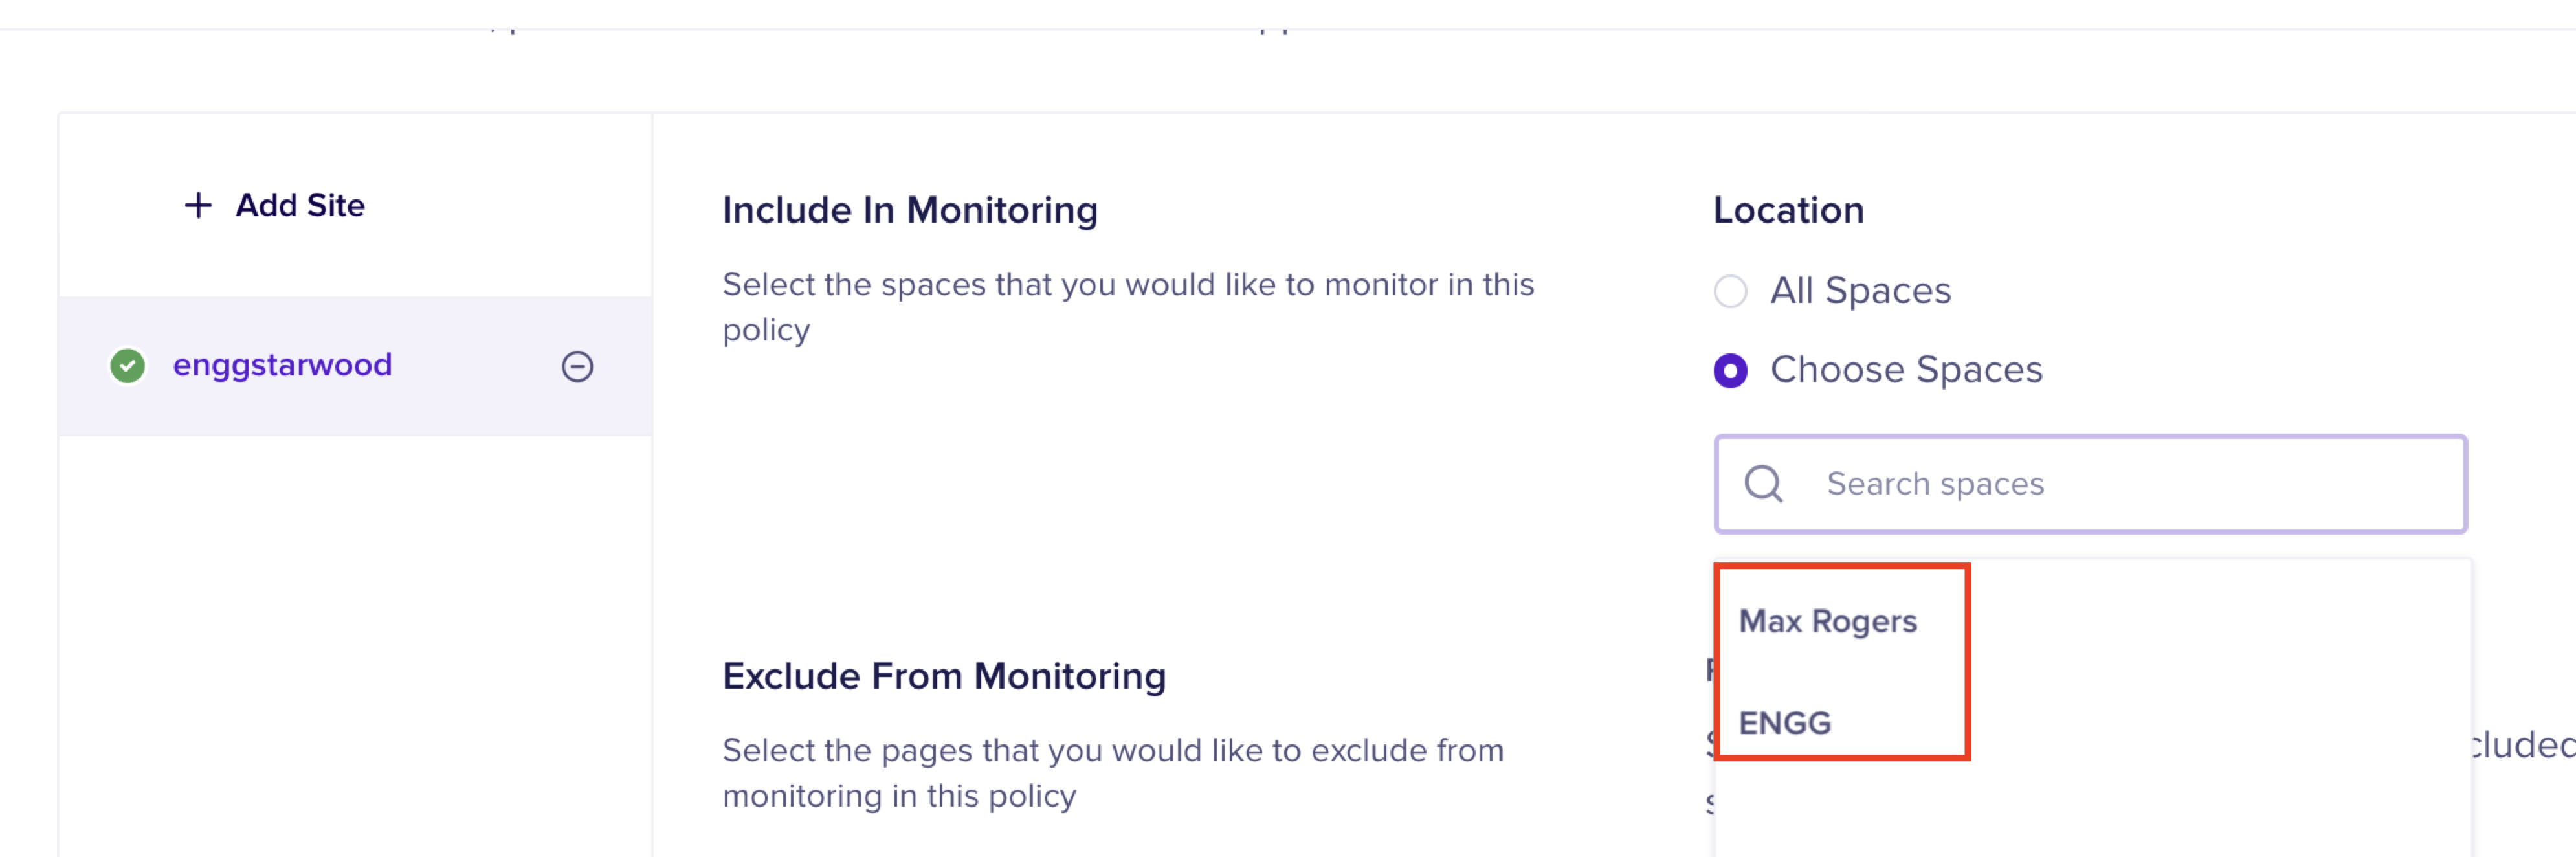 Add Site
enggstarwood
Include In Monitoring
Select the spaces that you would like to monitor in this
policy
Location
All Spaces
Choose Spaces
Search spaces
Max Rogers
ENGG
Exclude From Monitoring
Select the pages that you would like to exclude from
monitoring in this policy